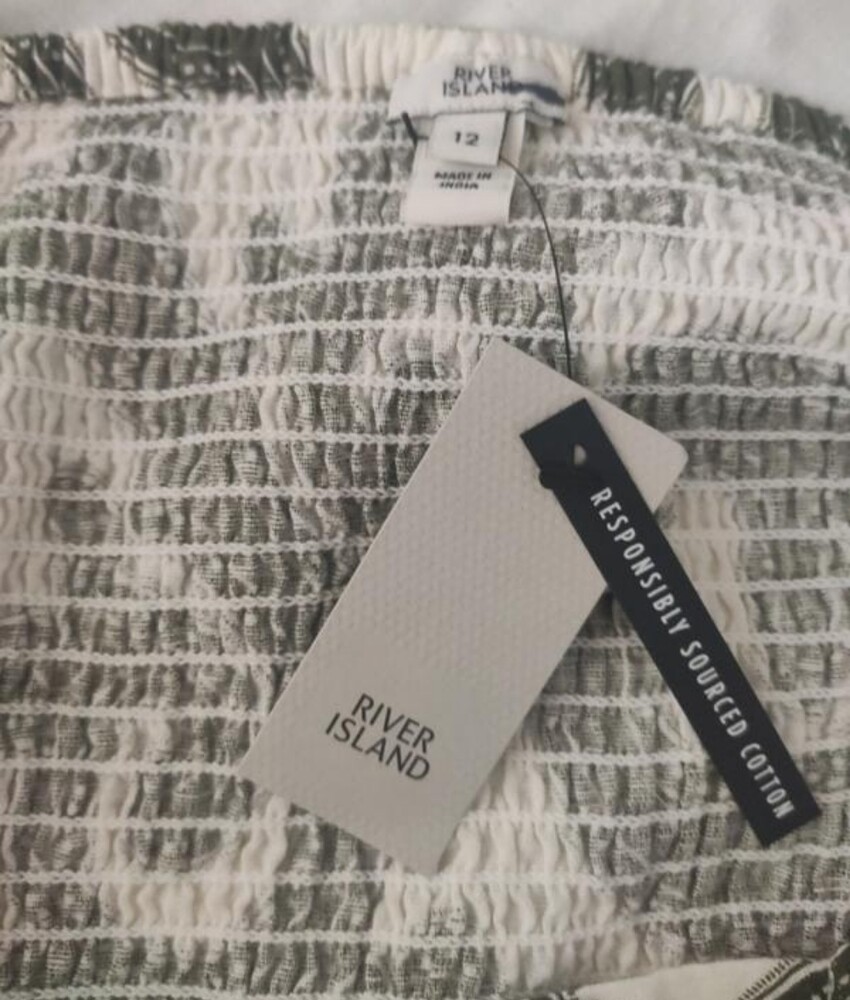 RIVER
ISLAND
12
MADE IN
INDIA
RESPONSIBLY SOURCED COTTON
RIVER
ISLAND